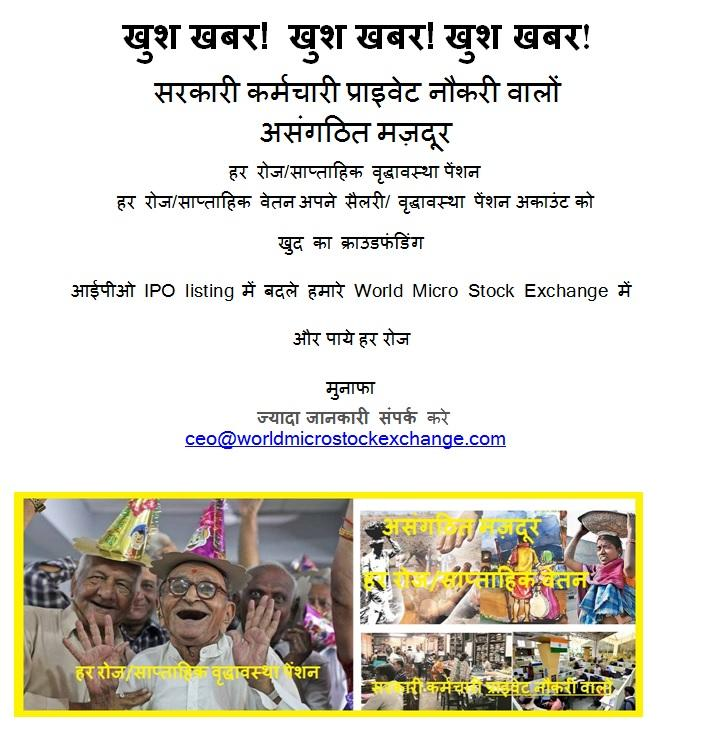 खुश खबर! खुश खबर! खुश खबर!
सरकारी कर्मचारी प्राइवेट नौकरी वालों
असंगठित मज़दूर
हर रोज/साप्ताहिक वृद्धावस्था पेंशन
हर रोज/साप्ताहिक वेतन अपने सैलरी/ वृद्धावस्था पेंशन अकाउंट को
खुद का क्राउडफंडिंग
आईपीओ IPO listing में बदले हमारे World Micro Stock Exchange में
और पाये हर रोज
मुनाफा
ज्यादा जानकारी संपर्क करे
ceo@worldmicrostockexchange.com
असंगठित मज़दूर
हर रोज/साप्ताहिक वेतन
हर रोज/साप्ताहिक वृद्धावस्था पेंशन
सरकारी कर्मचारी प्राइवेट नौकरी वालों